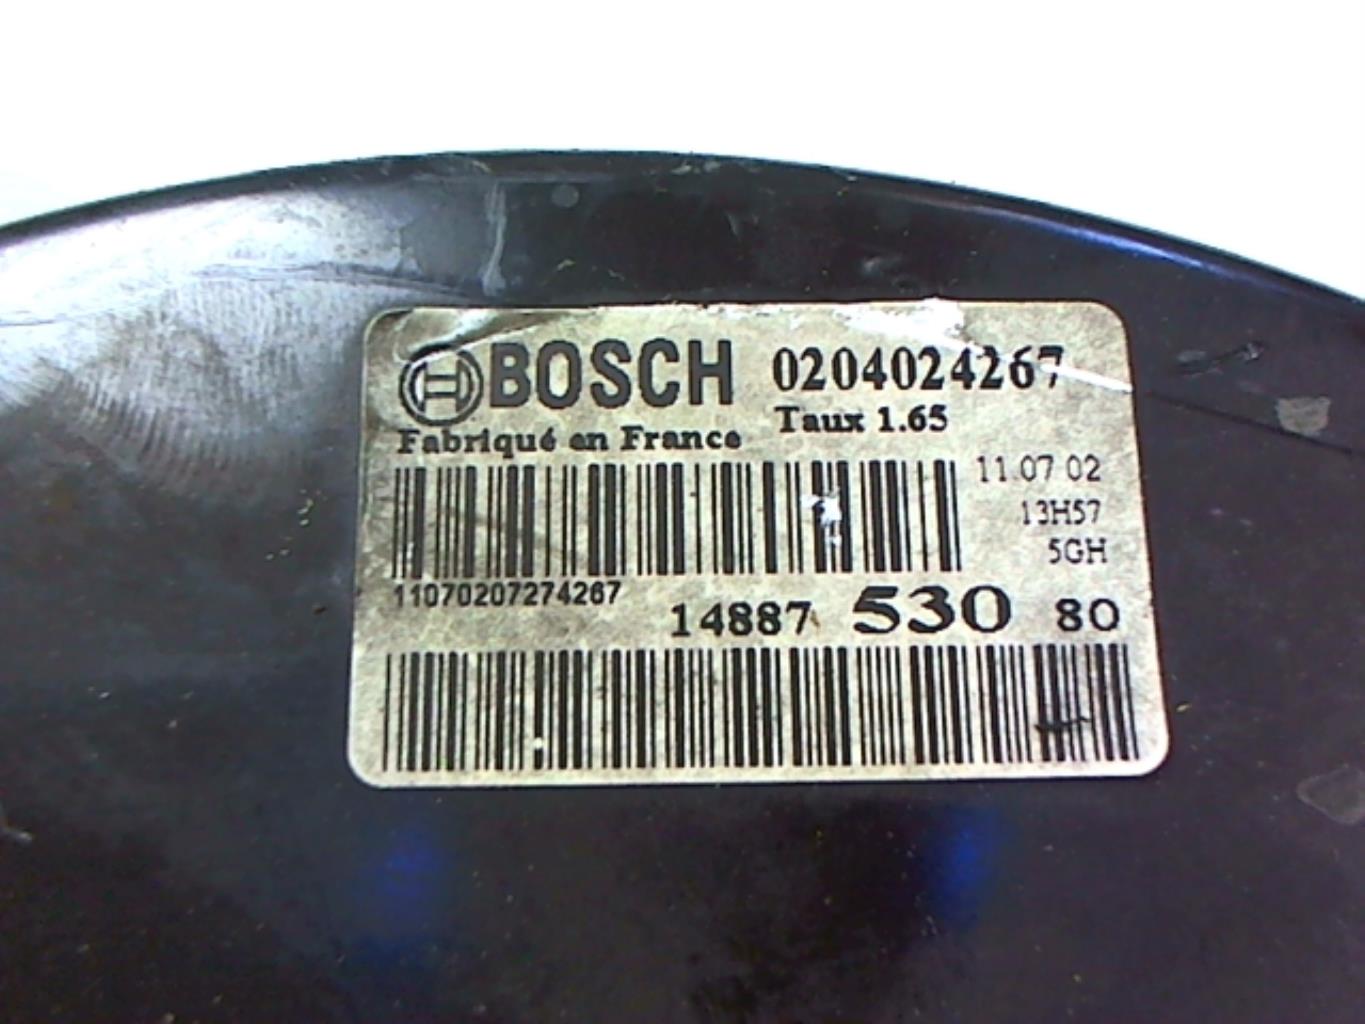 BOSCH 0204024267
Fabriqué en France Taux 1.65
11 07 02
13H57
5GH
11070207274267
14887 530 80